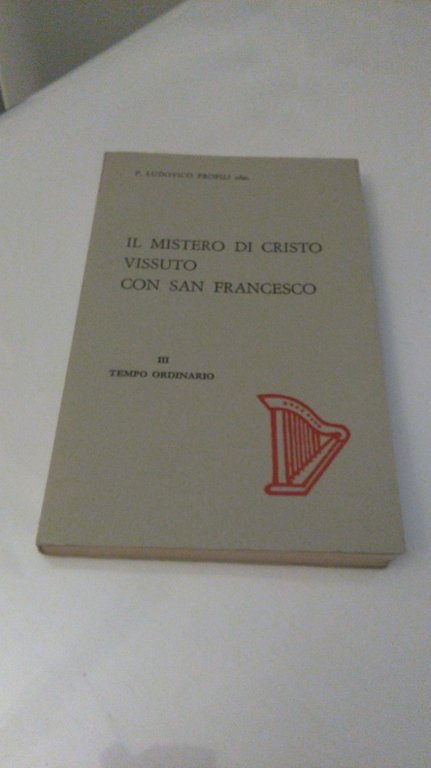 P. LUDOVICO PROFILI ofm.
IL MISTERO DI CRISTO
VISSUTO
CON SAN FRANCESCO
III
TEMPO ORDINARIO